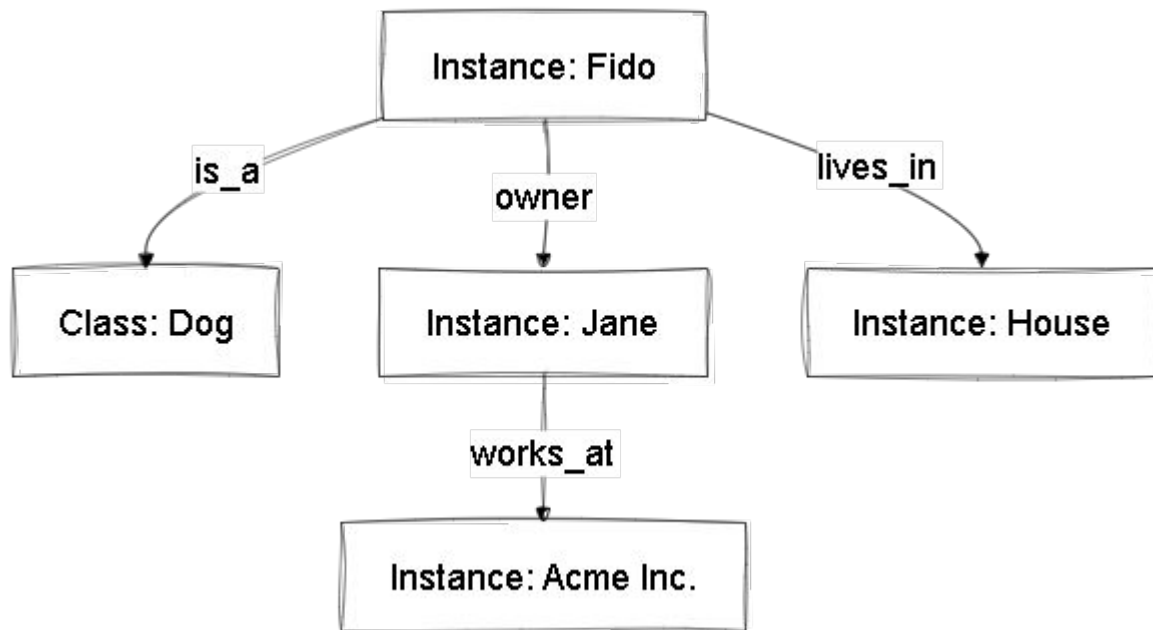 Instance: Fido
is_a
owner
lives_in
Class: Dog
Instance: Jane
Instance: House
works_at
Instance: Acme Inc.